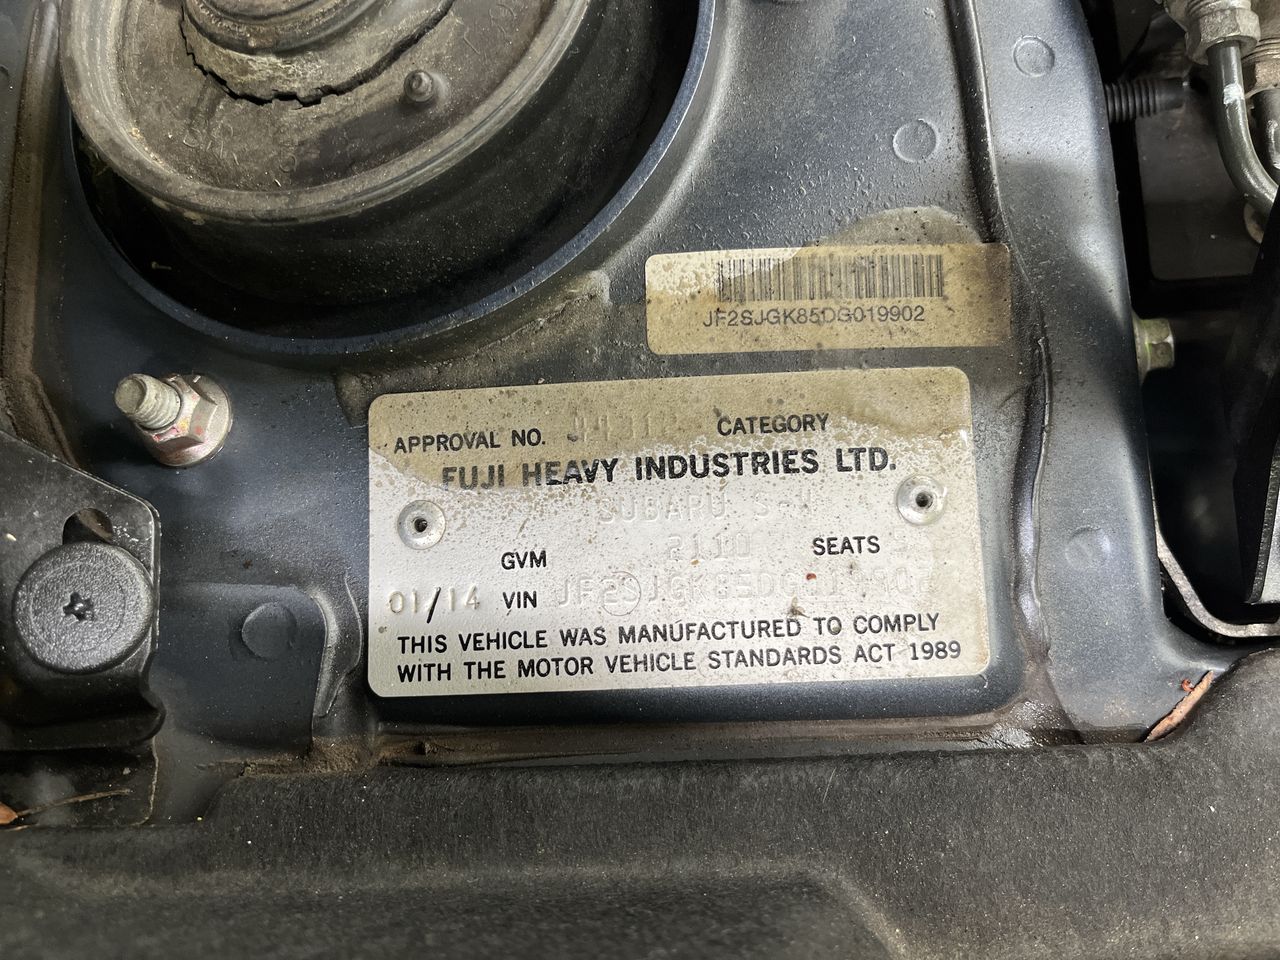 JF2SJGK85DG019902
APPROVAL NO. CATEGORY
FUJI HEAVY INDUSTRIES LTD.
SUBARU
GVM 2110 SEATS
01/14 VIN
THIS VEHICLE WAS MANUFACTURED TO COMPLY
WITH THE MOTOR VEHICLE STANDARDS ACT 1989